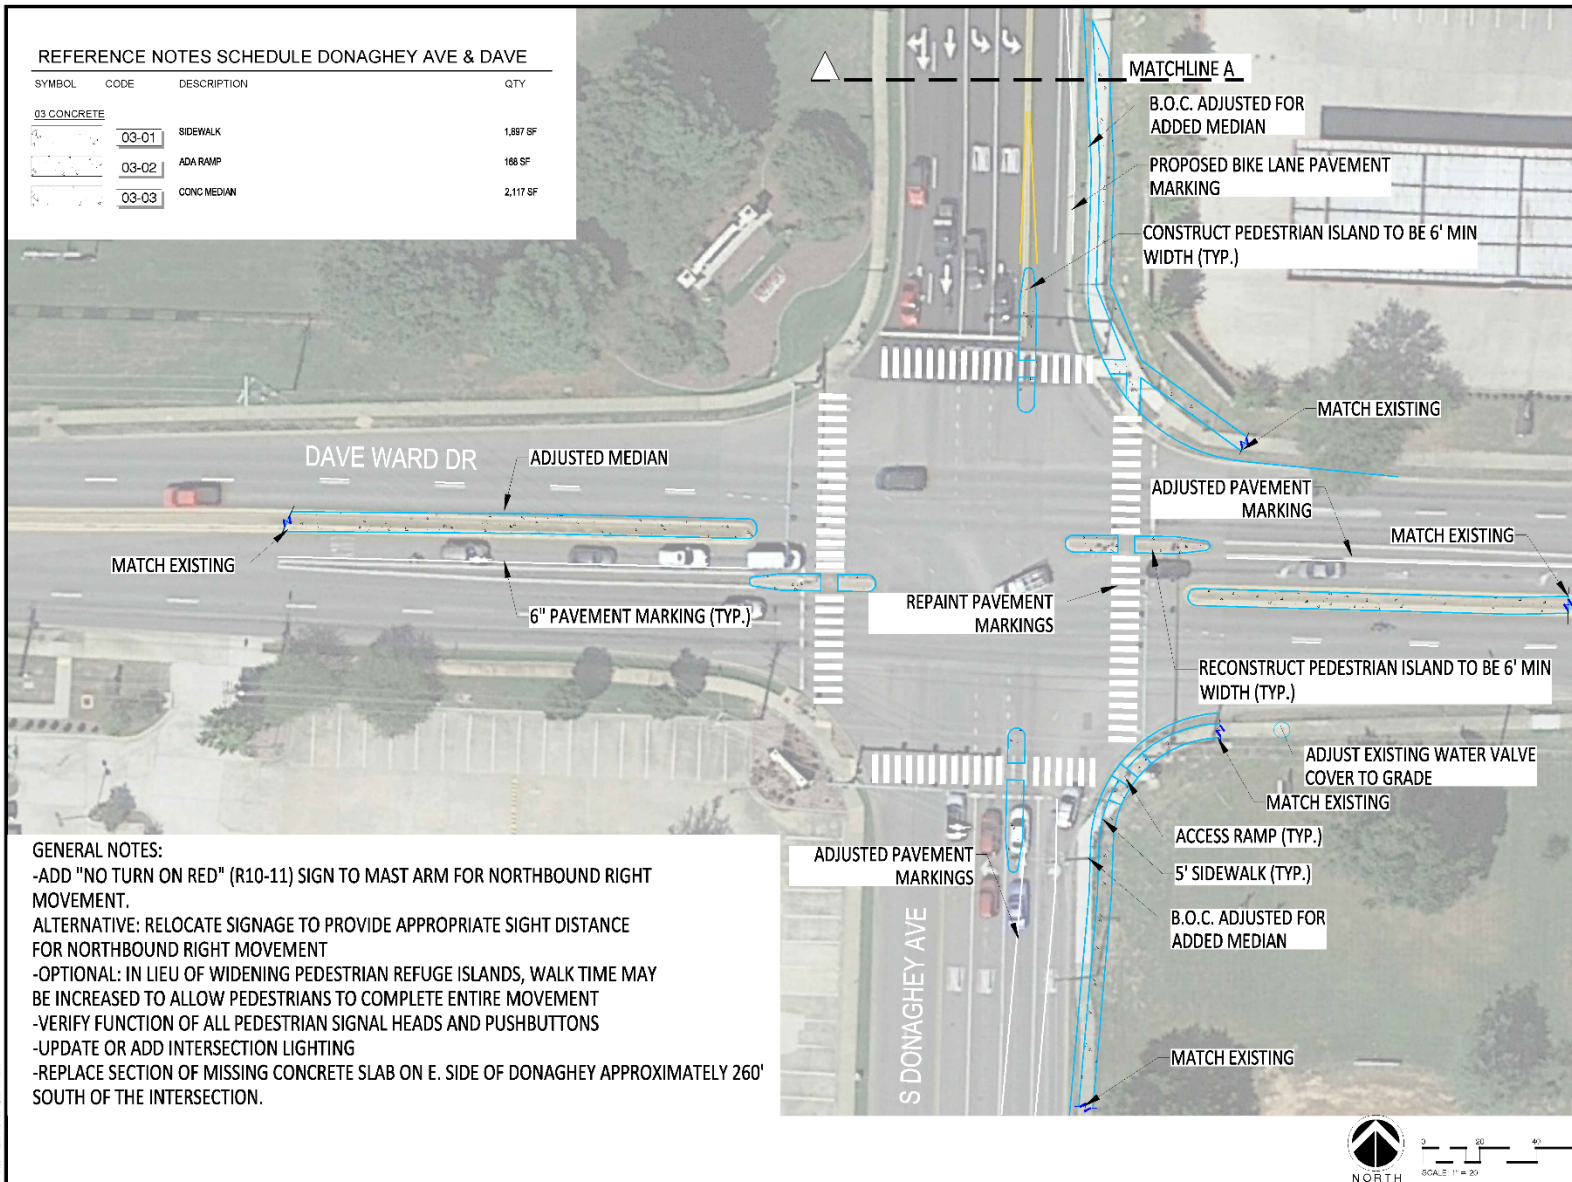 REFERENCE NOTES SCHEDULE DONAGHEY AVE & DAVE
SYMBOL CODE DESCRIPTION QTY
03 CONCRETE
03-01 SIDEWALK 1,897 SF
03-02 ADA RAMP 168 SF
03-03 CONC MEDIAN 2,117 SF
MATCHLINE A
B.O.C. ADJUSTED FOR
ADDED MEDIAN
PROPOSED BIKE LANE PAVEMENT
MARKING
CONSTRUCT PEDESTRIAN ISLAND TO BE 6' MIN
WIDTH (TYP.)
MATCH EXISTING
DAVE WARD DR
ADJUSTED MEDIAN
ADJUSTED PAVEMENT
MARKING
MATCH EXISTING
MATCH EXISTING
6" PAVEMENT MARKING (TYP.)
REPAINT PAVEMENT
MARKINGS
RECONSTRUCT PEDESTRIAN ISLAND TO BE 6' MIN
WIDTH (TYP.)
ADJUST EXISTING WATER VALVE
COVER TO GRADE
MATCH EXISTING
ACCESS RAMP (TYP.)
5' SIDEWALK (TYP.)
ADJUSTED PAVEMENT
MARKINGS
B.O.C. ADJUSTED FOR
ADDED MEDIAN
S DONAGHEY AVE
MATCH EXISTING
GENERAL NOTES:
-ADD "NO TURN ON RED" (R10-11) SIGN TO MAST ARM FOR NORTHBOUND RIGHT
MOVEMENT.
ALTERNATIVE: RELOCATE SIGNAGE TO PROVIDE APPROPRIATE SIGHT DISTANCE
FOR NORTHBOUND RIGHT MOVEMENT
-OPTIONAL: IN LIEU OF WIDENING PEDESTRIAN REFUGE ISLANDS, WALK TIME MAY
BE INCREASED TO ALLOW PEDESTRIANS TO COMPLETE ENTIRE MOVEMENT
-VERIFY FUNCTION OF ALL PEDESTRIAN SIGNAL HEADS AND PUSHBUTTONS
-UPDATE OR ADD INTERSECTION LIGHTING
-REPLACE SECTION OF MISSING CONCRETE SLAB ON E. SIDE OF DONAGHEY APPROXIMATELY 260'
SOUTH OF THE INTERSECTION.
NORTH
0 20 40
SCALE: 1" = 20